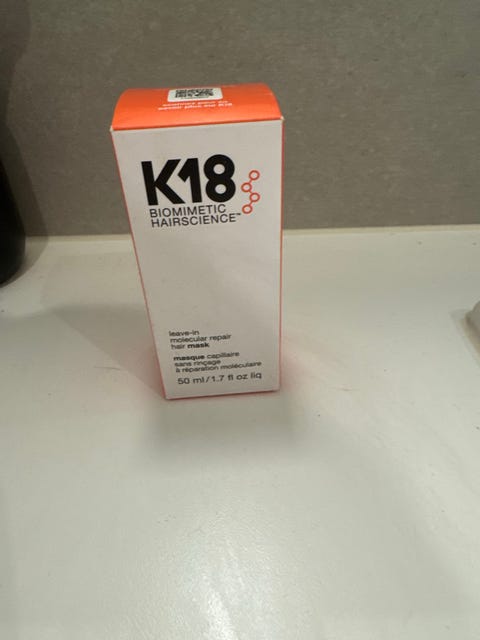 K18
BIOMIMETIC
HAIRSCIENCE™
leave-in
molecular repair
hair mask
masque capillaire
sans rinçage
à réparation moléculaire
50 ml/1.7 fl oz liq